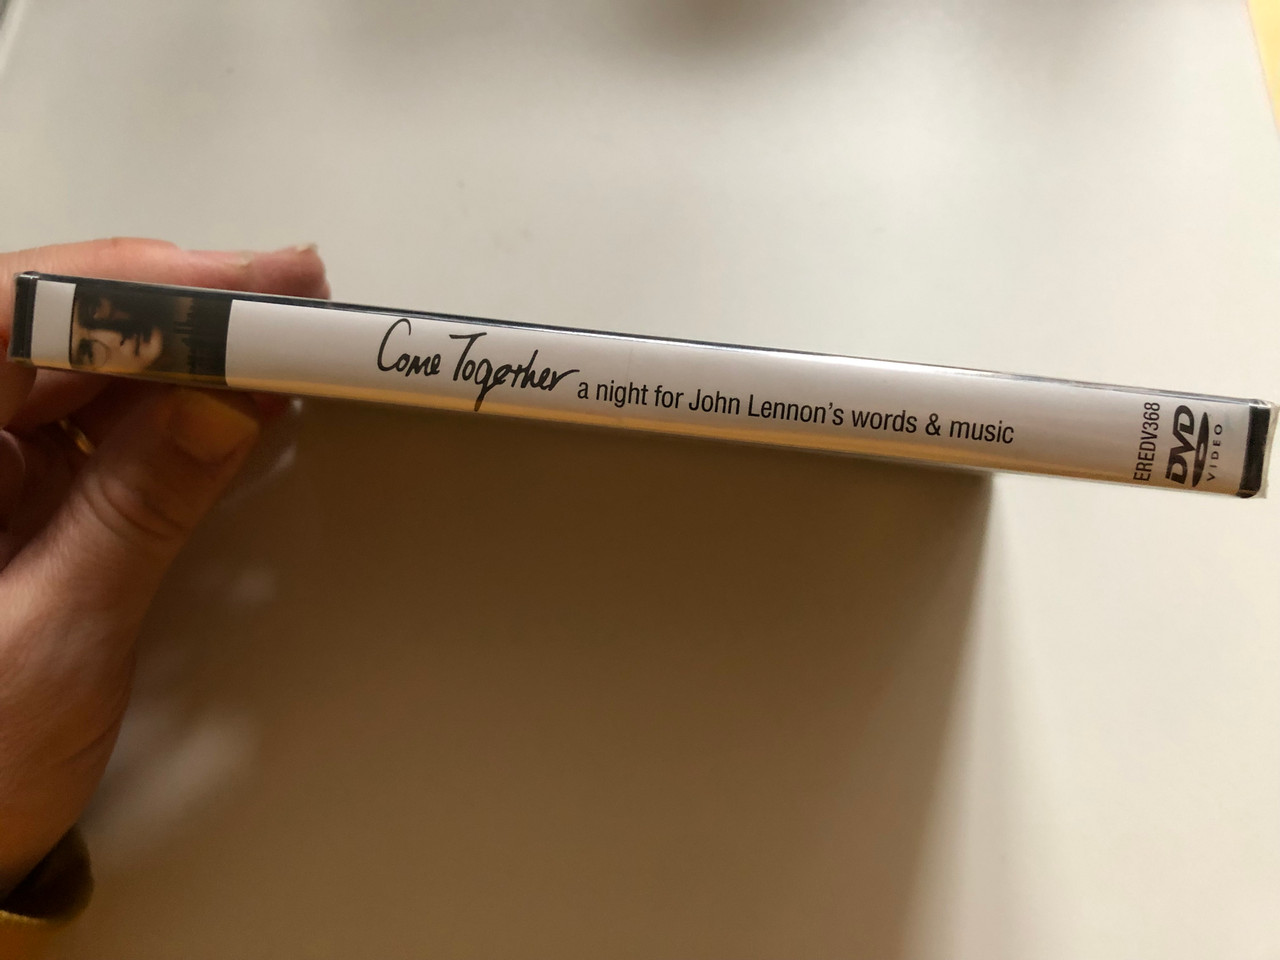 Come Together a night for John Lennon's words & music
EREDV368
DVD
VIDEO